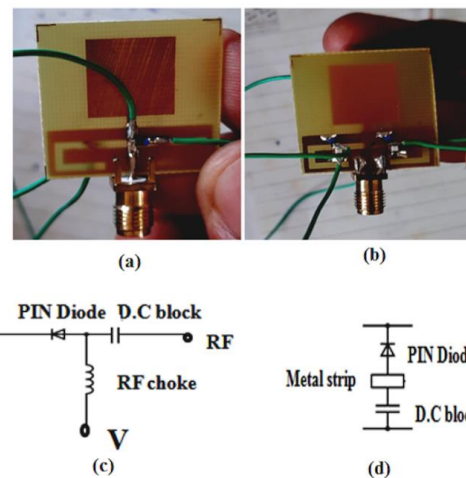 (a)
(b)
PIN Diode D.C block
RF
RF choke
V
(c)
PIN Diod
Metal strip
D.C bloc
(d)